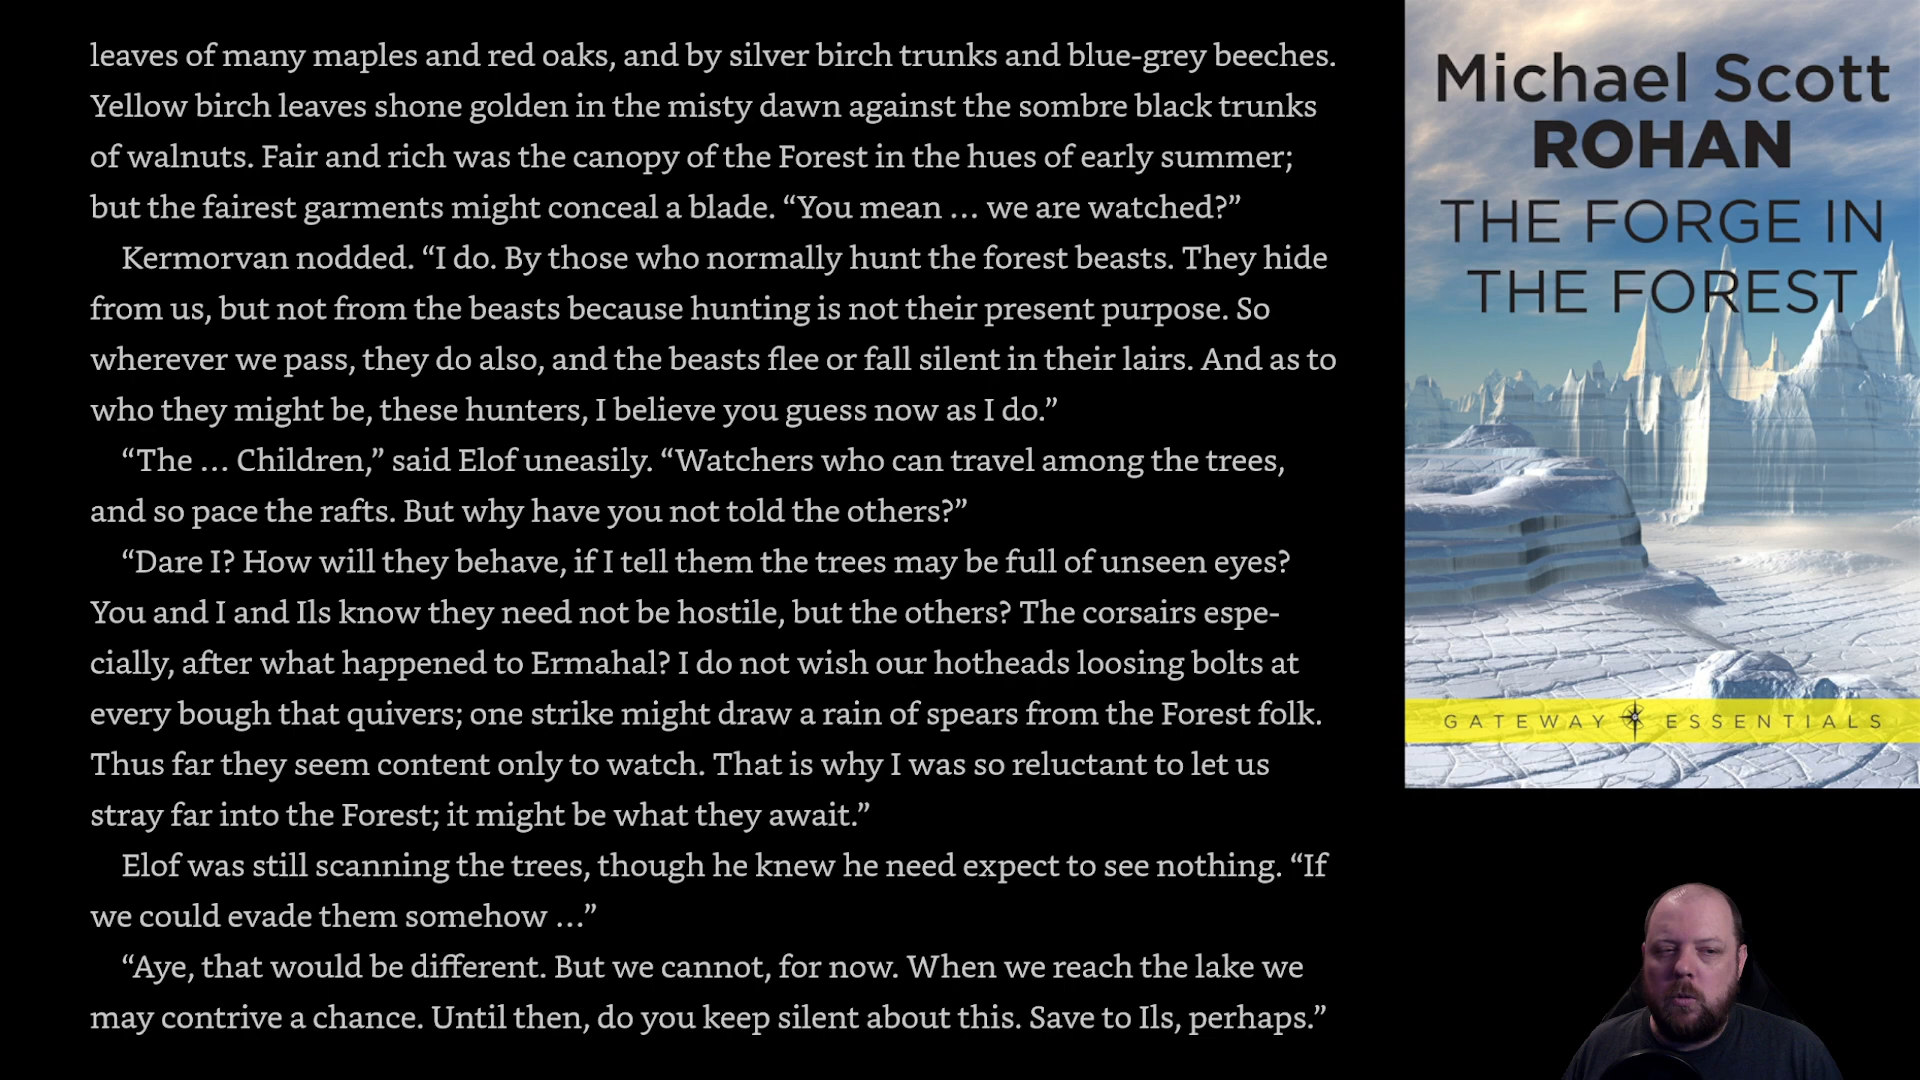 leaves of many maples and red oaks, and by silver birch trunks and blue-grey beeches.
Yellow birch leaves shone golden in the misty dawn against the sombre black trunks
of walnuts. Fair and rich was the canopy of the Forest in the hues of early summer;
but the fairest garments might conceal a blade. “You mean … we are watched?”
Kermorvan nodded. “I do. By those who normally hunt the forest beasts. They hide
from us, but not from the beasts because hunting is not their present purpose. So
wherever we pass, they do also, and the beasts flee or fall silent in their lairs. And as to
who they might be, these hunters, I believe you guess now as I do.”
“The … Children,” said Elof uneasily. “Watchers who can travel among the trees,
and so pace the rafts. But why have you not told the others?”
“Dare I? How will they behave, if I tell them the trees may be full of unseen eyes?
You and I and Ils know they need not be hostile, but the others? The corsairs espe-
cially, after what happened to Ermahal? I do not wish our hotheads loosing bolts at
every bough that quivers; one strike might draw a rain of spears from the Forest folk.
Thus far they seem content only to watch. That is why I was so reluctant to let us
stray far into the Forest; it might be what they await.”
Elof was still scanning the trees, though he knew he need expect to see nothing. “If
we could evade them somehow …”
“Aye, that would be different. But we cannot, for now. When we reach the lake we
may contrive a chance. Until then, do you keep silent about this. Save to Ils, perhaps.”
Michael Scott
ROHAN
THE FORGE IN
THE FOREST
GATEWAY ESSENTIALS